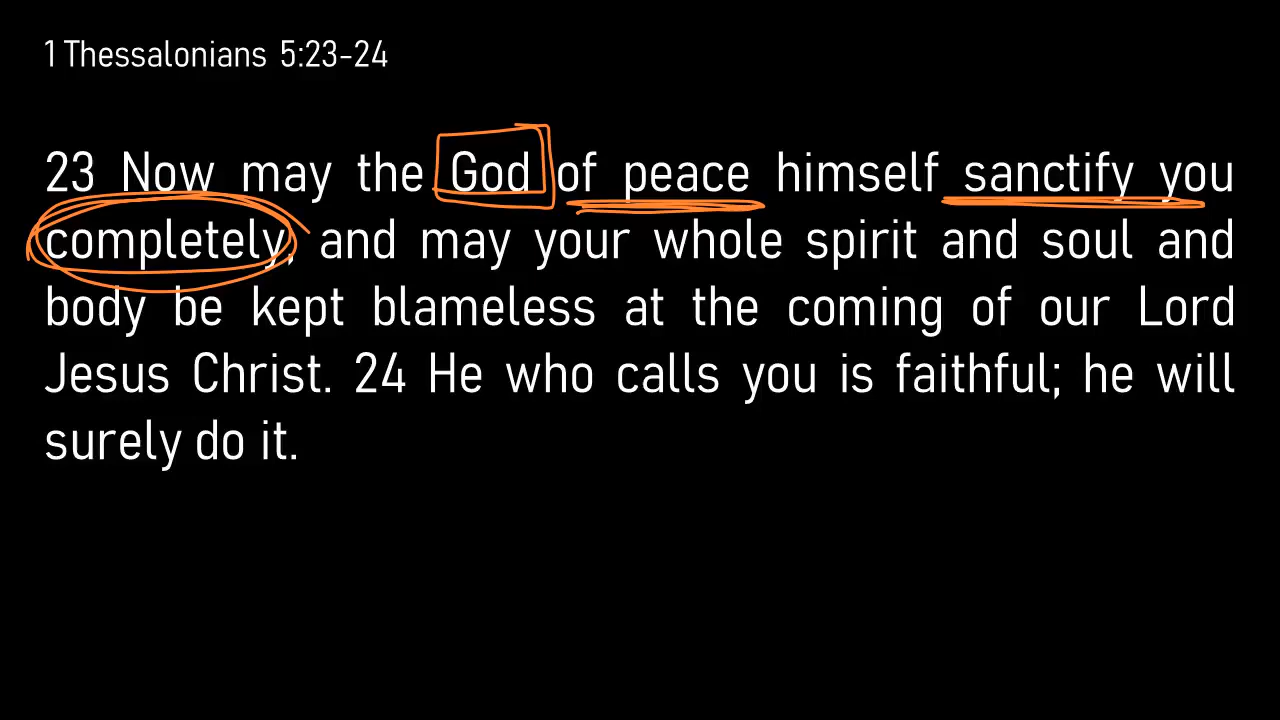 1 Thessalonians 5:23-24
23 Now may the God of peace himself sanctify you
completely, and may your whole spirit and soul and
body be kept blameless at the coming of our Lord
Jesus Christ. 24 He who calls you is faithful; he will
surely do it.